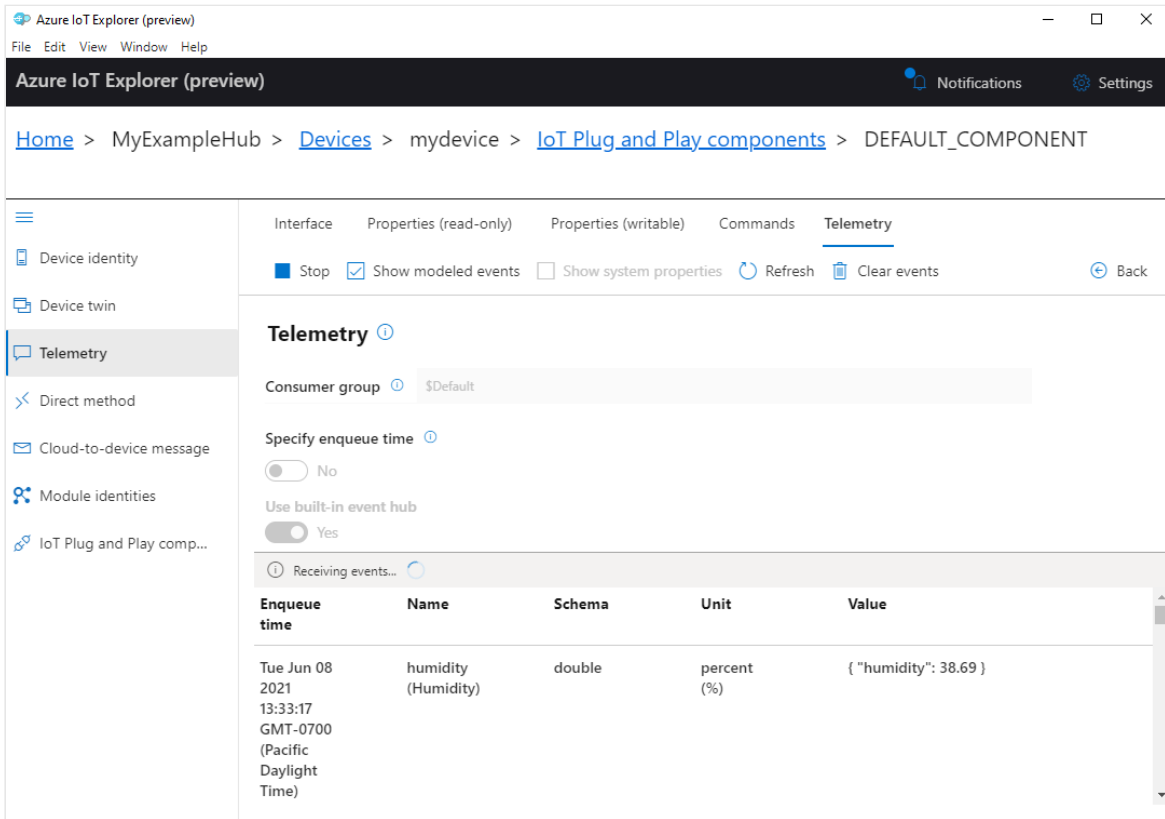 Azure IoT Explorer (preview)
File Edit View Window Help
Azure IoT Explorer (preview)
Notifications
Settings
Home > MyExampleHub > Devices > mydevice > IoT Plug and Play components > DEFAULT_COMPONENT
Device identity
Device twin
Telemetry
Direct method
Cloud-to-device message
Module identities
IoT Plug and Play comp...
Interface Properties (read-only) Properties (writable) Commands Telemetry
Stop Show modeled events Show system properties Refresh Clear events Back
Telemetry
Consumer group $Default
Specify enqueue time
No
Use built-in event hub
Yes
Receiving events...
Enqueue time Name Schema Unit Value
Tue Jun 08 2021 13:33:17 GMT-0700 (Pacific Daylight Time) humidity (Humidity) double percent (%) { "humidity": 38.69 }